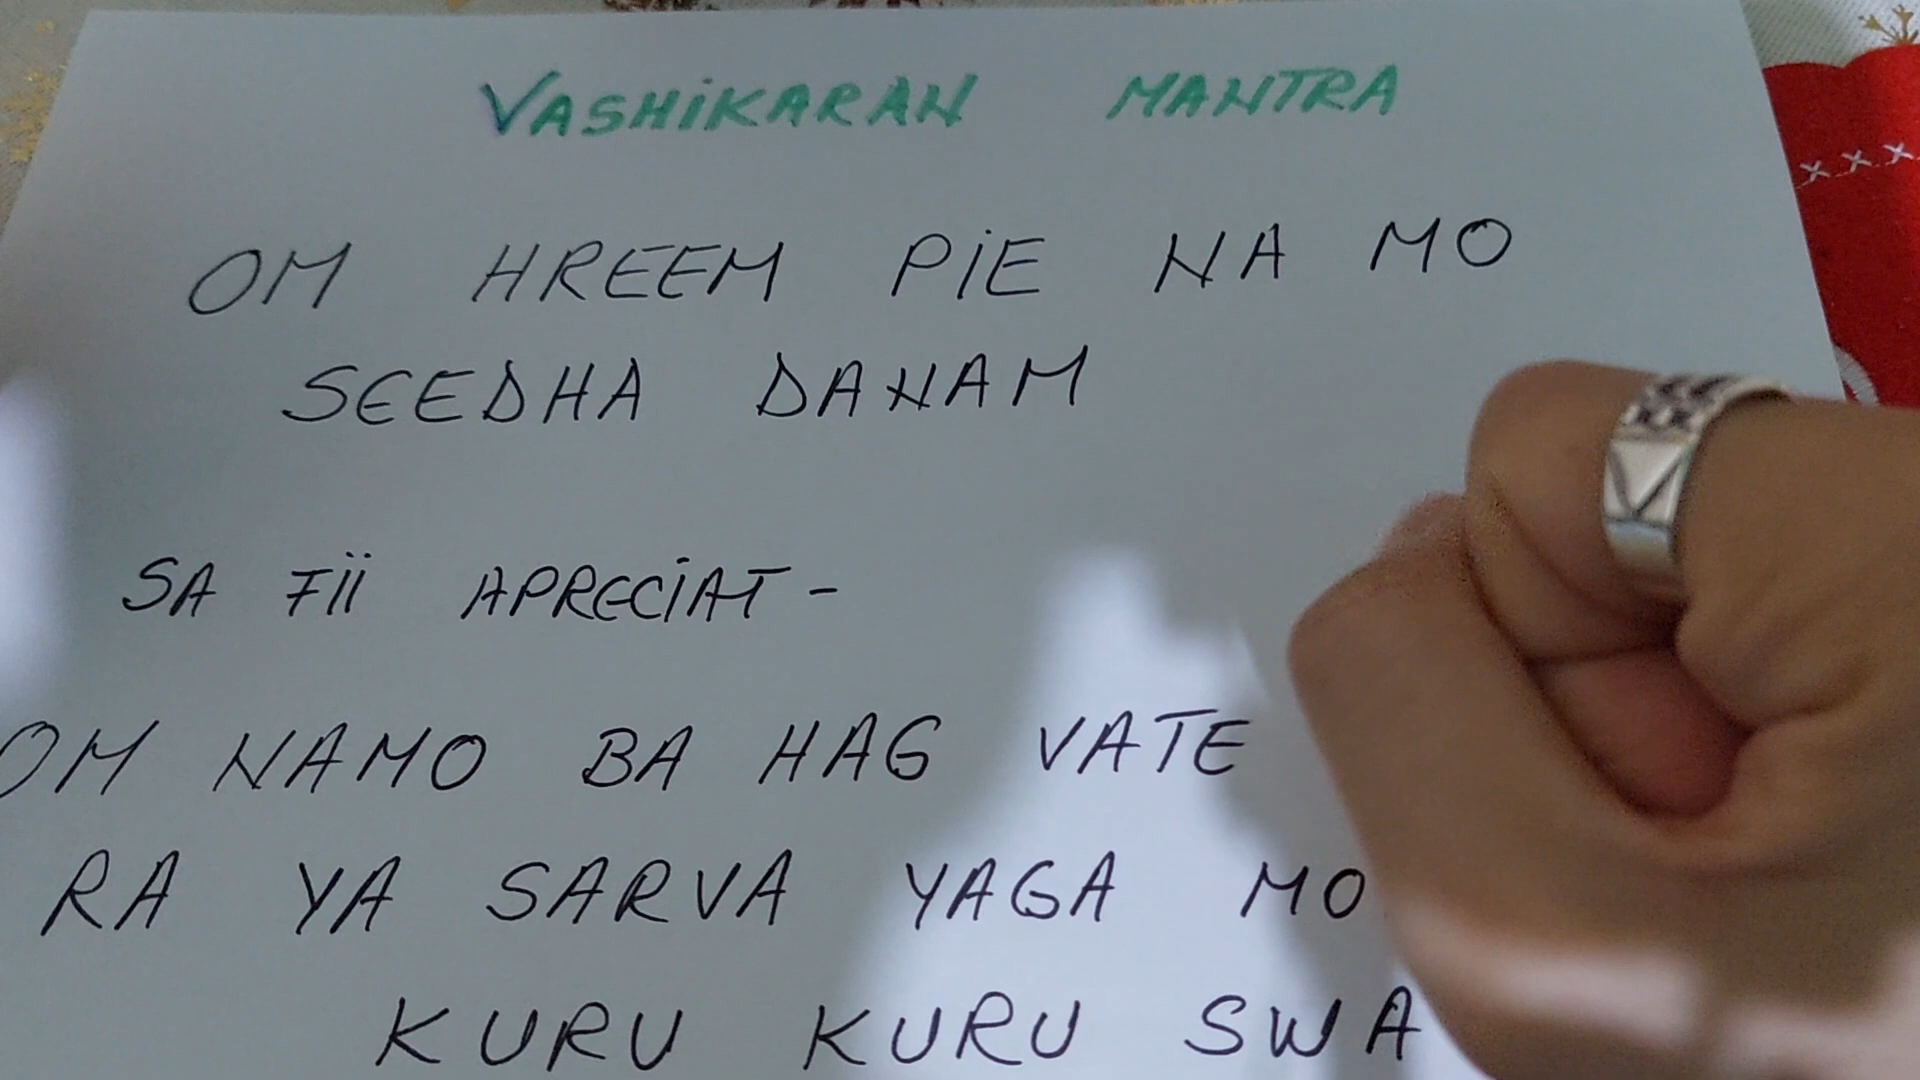 VASHIKARAN MANTRA
OM HREEM PIE NA MO
SEEDHA DANAM
SA FII APRECIAT -
OM NAMO BA HAG VATE
RA YA SARVA YAGA MO
KURU KURU SWA